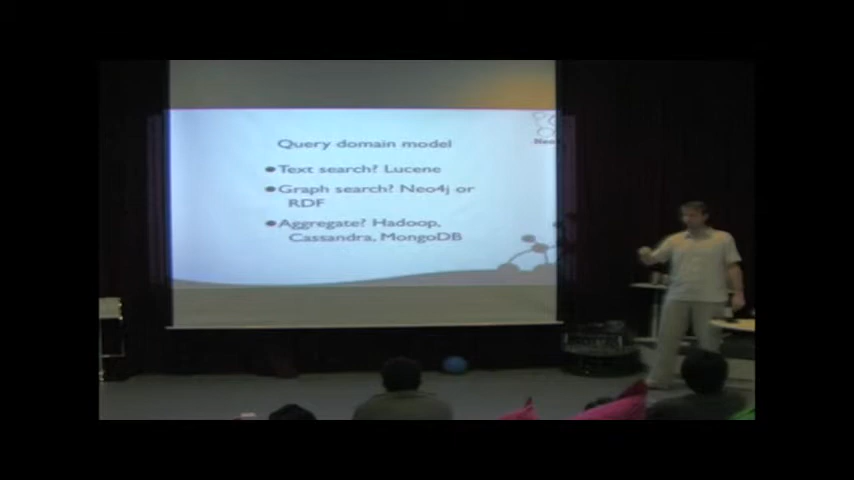 Query domain model
Text search? Lucene
Graph search? Neo4j or
RDF
Aggregate? Hadoop,
Cassandra, MongoDB